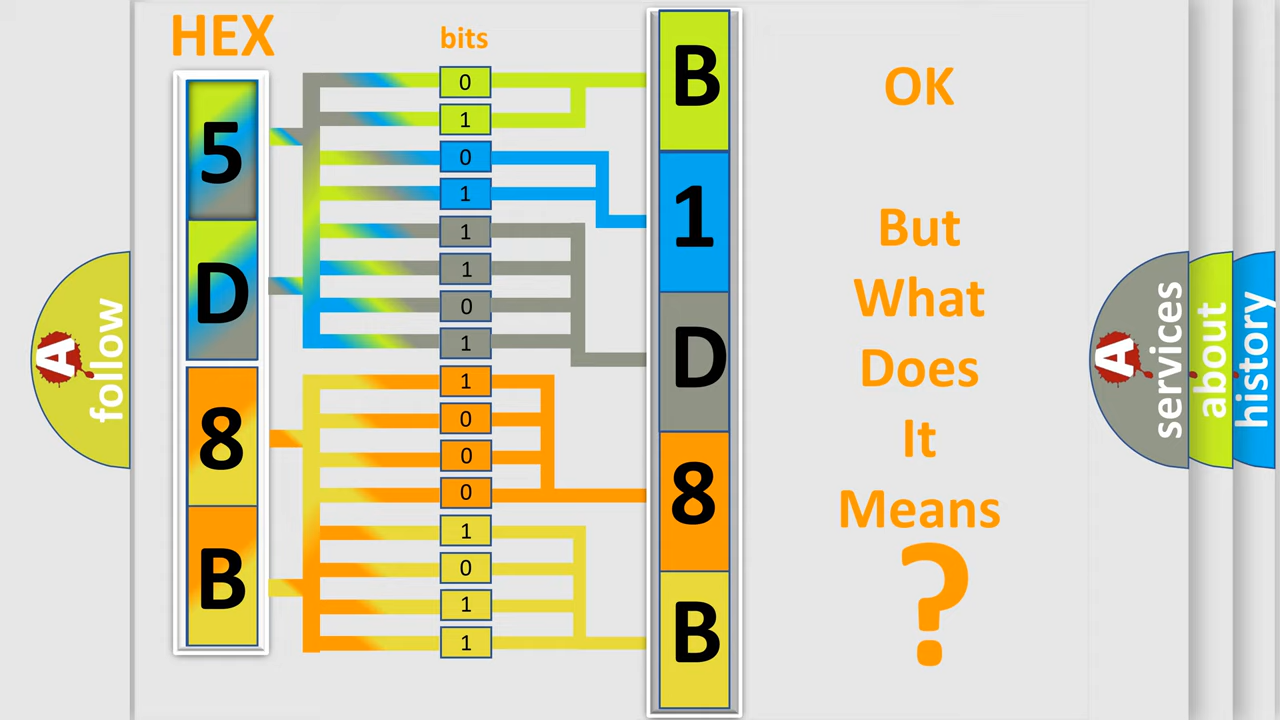 HEX
bits
5
D
8
B
0
1
0
1
1
1
0
1
1
0
0
0
1
0
1
1
B
1
D
8
B
OK
But
What
Does
It
Means
?
A
follow
A
services
about
history